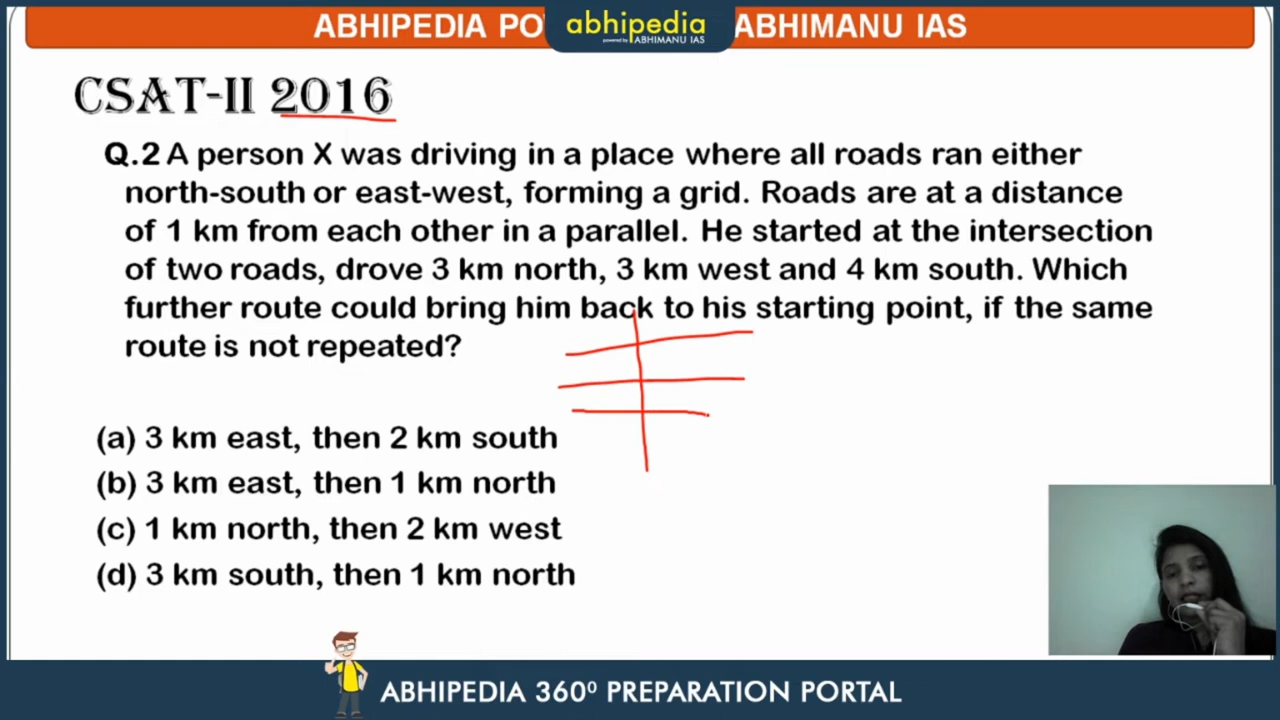 ABHIPEDIA PO
abhipedia
powered by ABHIMANU IAS
ABHIMANU IAS
CSAT-II 2016
Q.2 A person X was driving in a place where all roads ran either
north-south or east-west, forming a grid. Roads are at a distance
of 1 km from each other in a parallel. He started at the intersection
of two roads, drove 3 km north, 3 km west and 4 km south. Which
further route could bring him back to his starting point, if the same
route is not repeated?
(a) 3 km east, then 2 km south
(b) 3 km east, then 1 km north
(c) 1 km north, then 2 km west
(d) 3 km south, then 1 km north
ABHIPEDIA 360⁰ PREPARATION PORTAL